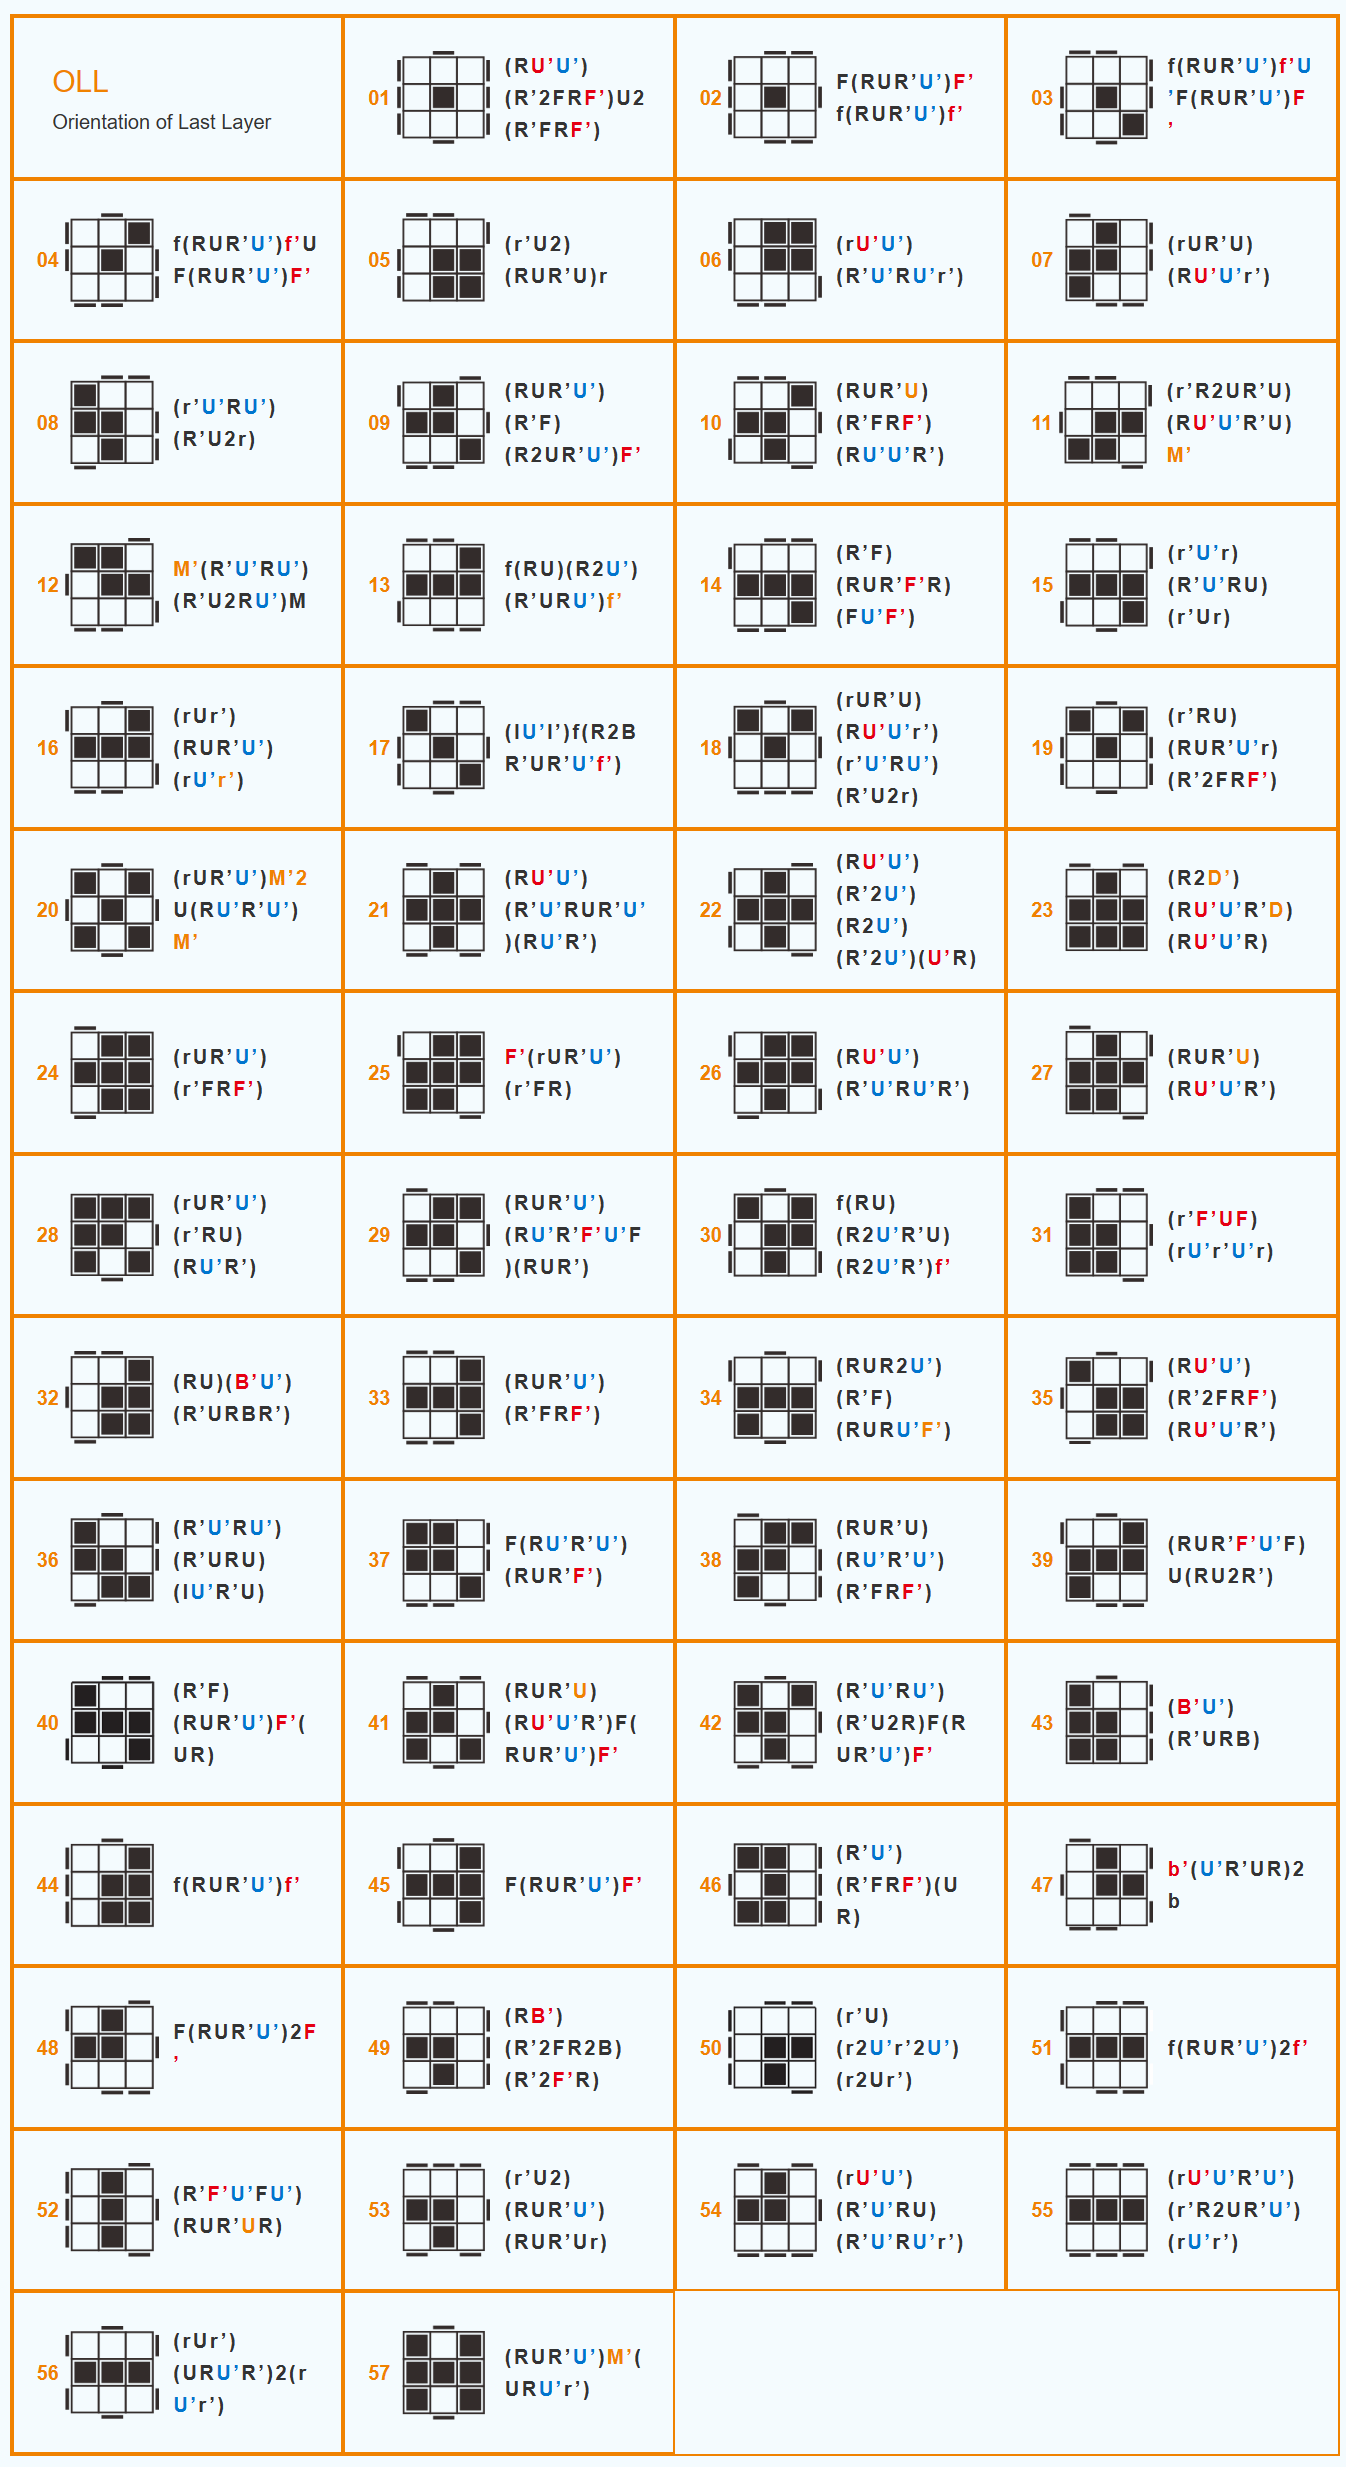 OLL
Orientation of Last Layer
01
(RU’U’)
(R’2FRF’)U2
(R’FRF’)
02
F(RUR’U’)F’
f(RUR’U’)f’
03
f(RUR’U’)f’U
’F(RUR’U’)F
’
04
f(RUR’U’)f’U
F(RUR’U’)F’
05
(r’U2)
(RUR’U)r
06
(rU’U’)
(R’U’RU’r’)
07
(rUR’U)
(RU’U’r’)
08
(r’U’RU’)
(R’U2r)
09
(RUR’U’)
(R’F)
(R2UR’U’)F’
10
(RUR’U)
(R’FRF’)
(RU’U’R’)
11
(r’R2UR’U)
(RU’U’R’U)
M’
12
M’(R’U’RU’)
(R’U2RU’)M
13
f(RU)(R2U’)
(R’URU’)f’
14
(R’F)
(RUR’F’R)
(FU’F’)
15
(r’U’r)
(R’U’RU)
(r’Ur)
16
(rUr’)
(RUR’U’)
(rU’r’)
17
(lU’l’)f(R2B
R’UR’U’f’)
18
(rUR’U)
(RU’U’r’)
(r’U’RU’)
(R’U2r)
19
(r’RU)
(RUR’U’r)
(R’2FRF’)
20
(rUR’U’)M’2
U(RU’R’U’)
M’
21
(RU’U’)
(R’U’RUR’U’
)(RU’R’)
22
(RU’U’)
(R’2U’)
(R2U’)
(R’2U’)(U’R)
23
(R2D’)
(RU’U’R’D)
(RU’U’R)
24
(rUR’U’)
(r’FRF’)
25
F’(rUR’U’)
(r’FR)
26
(RU’U’)
(R’U’RU’R’)
27
(RUR’U)
(RU’U’R’)
28
(rUR’U’)
(r’RU)
(RU’R’)
29
(RUR’U’)
(RU’R’F’U’F
)(RUR’)
30
f(RU)
(R2U’R’U)
(R2U’R’)f’
31
(r’F’UF)
(rU’r’U’r)
32
(RU)(B’U’)
(R’URBR’)
33
(RUR’U’)
(R’FRF’)
34
(RUR2U’)
(R’F)
(RURU’F’)
35
(RU’U’)
(R’2FRF’)
(RU’U’R’)
36
(R’U’RU’)
(R’URU)
(lU’R’U)
37
F(RU’R’U’)
(RUR’F’)
38
(RUR’U)
(RU’R’U’)
(R’FRF’)
39
(RUR’F’U’F)
U(RU2R’)
40
(R’F)
(RUR’U’)F’(
UR)
41
(RUR’U)
(RU’U’R’)F(
RUR’U’)F’
42
(R’U’RU’)
(R’U2R)F(R
UR’U’)F’
43
(B’U’)
(R’URB)
44
f(RUR’U’)f’
45
F(RUR’U’)F’
46
(R’U’)
(R’FRF’)(U
R)
47
b’(U’R’UR)2
b
48
F(RUR’U’)2F
’
49
(RB’)
(R’2FR2B)
(R’2F’R)
50
(r’U)
(r2U’r’2U’)
(r2Ur’)
51
f(RUR’U’)2f’
52
(R’F’U’FU’)
(RUR’UR)
53
(r’U2)
(RUR’U’)
(RUR’Ur)
54
(rU’U’)
(R’U’RU)
(R’U’RU’r’)
55
(rU’U’R’U’)
(r’R2UR’U’)
(rU’r’)
56
(rUr’)
(URU’R’)2(r
U’r’)
57
(RUR’U’)M’(
URU’r’)